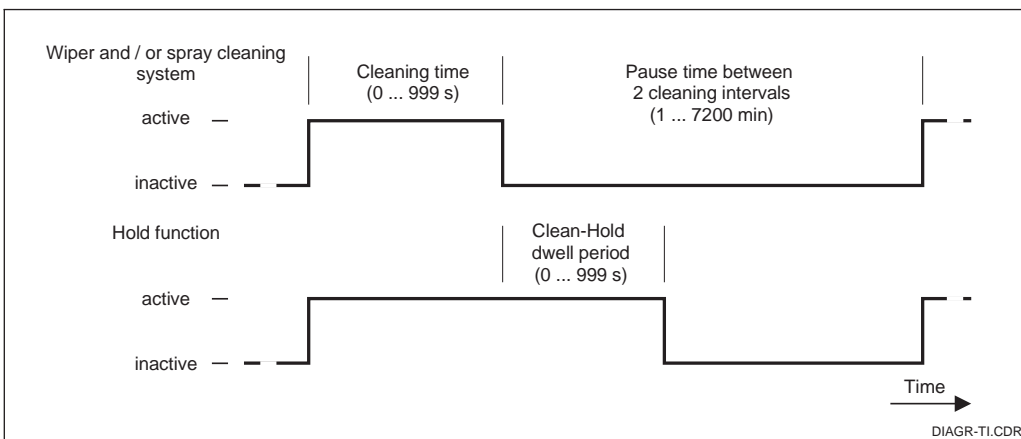 Wiper and / or spray cleaning
system
Cleaning time
(0 ... 999 s)
Pause time between
2 cleaning intervals
(1 ... 7200 min)
active
inactive
Hold function
Clean-Hold
dwell period
(0 ... 999 s)
active
inactive
Time
DIAGR-TI.CDR